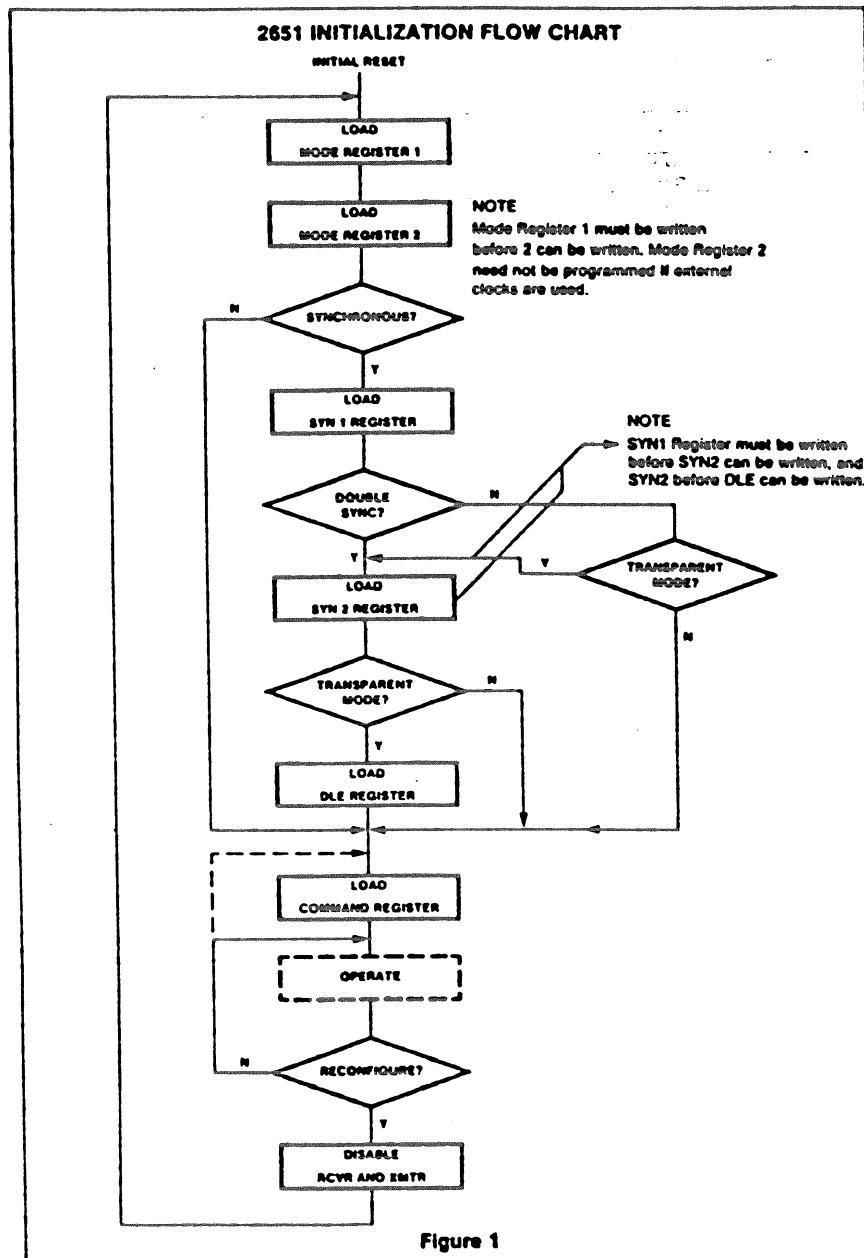 2651 INITIALIZATION FLOW CHART
INITIAL RESET
LOAD
MODE REGISTER 1
LOAD
MODE REGISTER 2
NOTE
Mode Register 1 must be written
before 2 can be written. Mode Register 2
need not be programmed if external
clocks are used.
N
SYNCHRONOUS?
Y
LOAD
SYN 1 REGISTER
NOTE
SYN1 Register must be written
before SYN2 can be written, and
SYN2 before DLE can be written.
DOUBLE
SYNC?
N
Y
Y
TRANSPARENT
MODE?
LOAD
SYN 2 REGISTER
N
TRANSPARENT
MODE?
N
Y
LOAD
DLE REGISTER
LOAD
COMMAND REGISTER
OPERATE
N
RECONFIGURE?
Y
DISABLE
RCVR AND XMTR
Figure 1